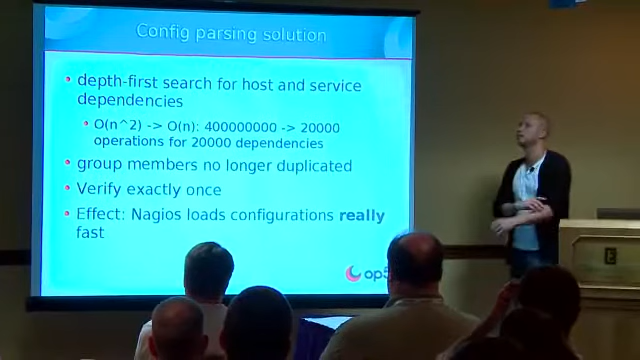 Config parsing solution
depth-first search for host and service
dependencies
O(n^2) -> O(n): 400000000 -> 20000
operations for 20000 dependencies
group members no longer duplicated
Verify exactly once
Effect: Nagios loads configurations really
fast
op5
E